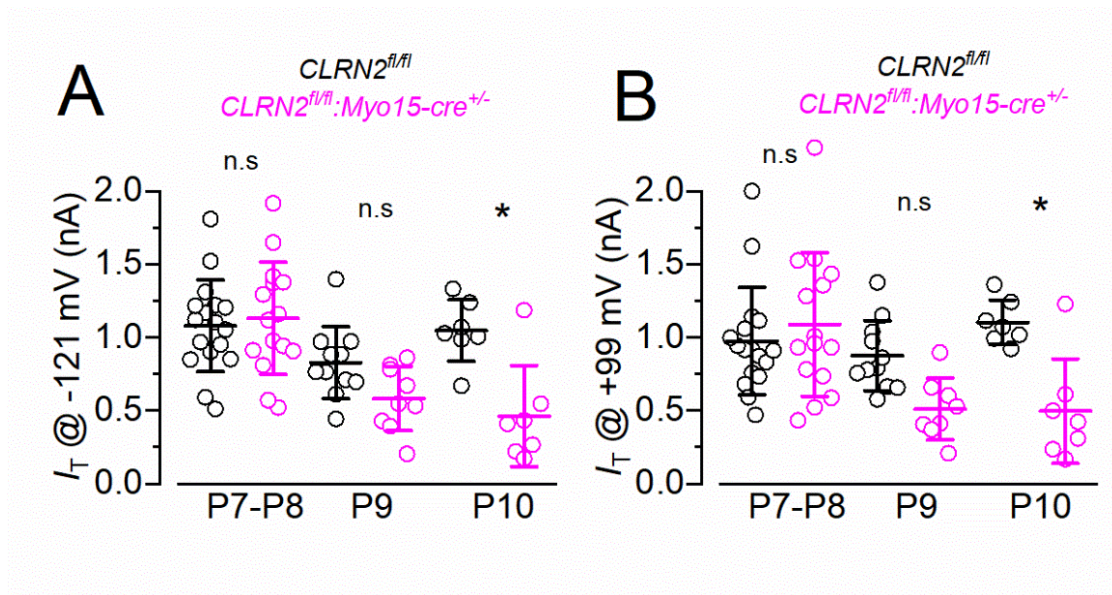 A
CLRN2fl/fl
CLRN2fl/fl:Myo15-cre+/-
n.s
n.s
*
IT @ -121 mV (nA)
2.0
1.5
1.0
0.5
0.0
P7-P8 P9 P10
B
CLRN2fl/fl
CLRN2fl/fl:Myo15-cre+/-
n.s
n.s
*
IT @ +99 mV (nA)
2.0
1.5
1.0
0.5
0.0
P7-P8 P9 P10